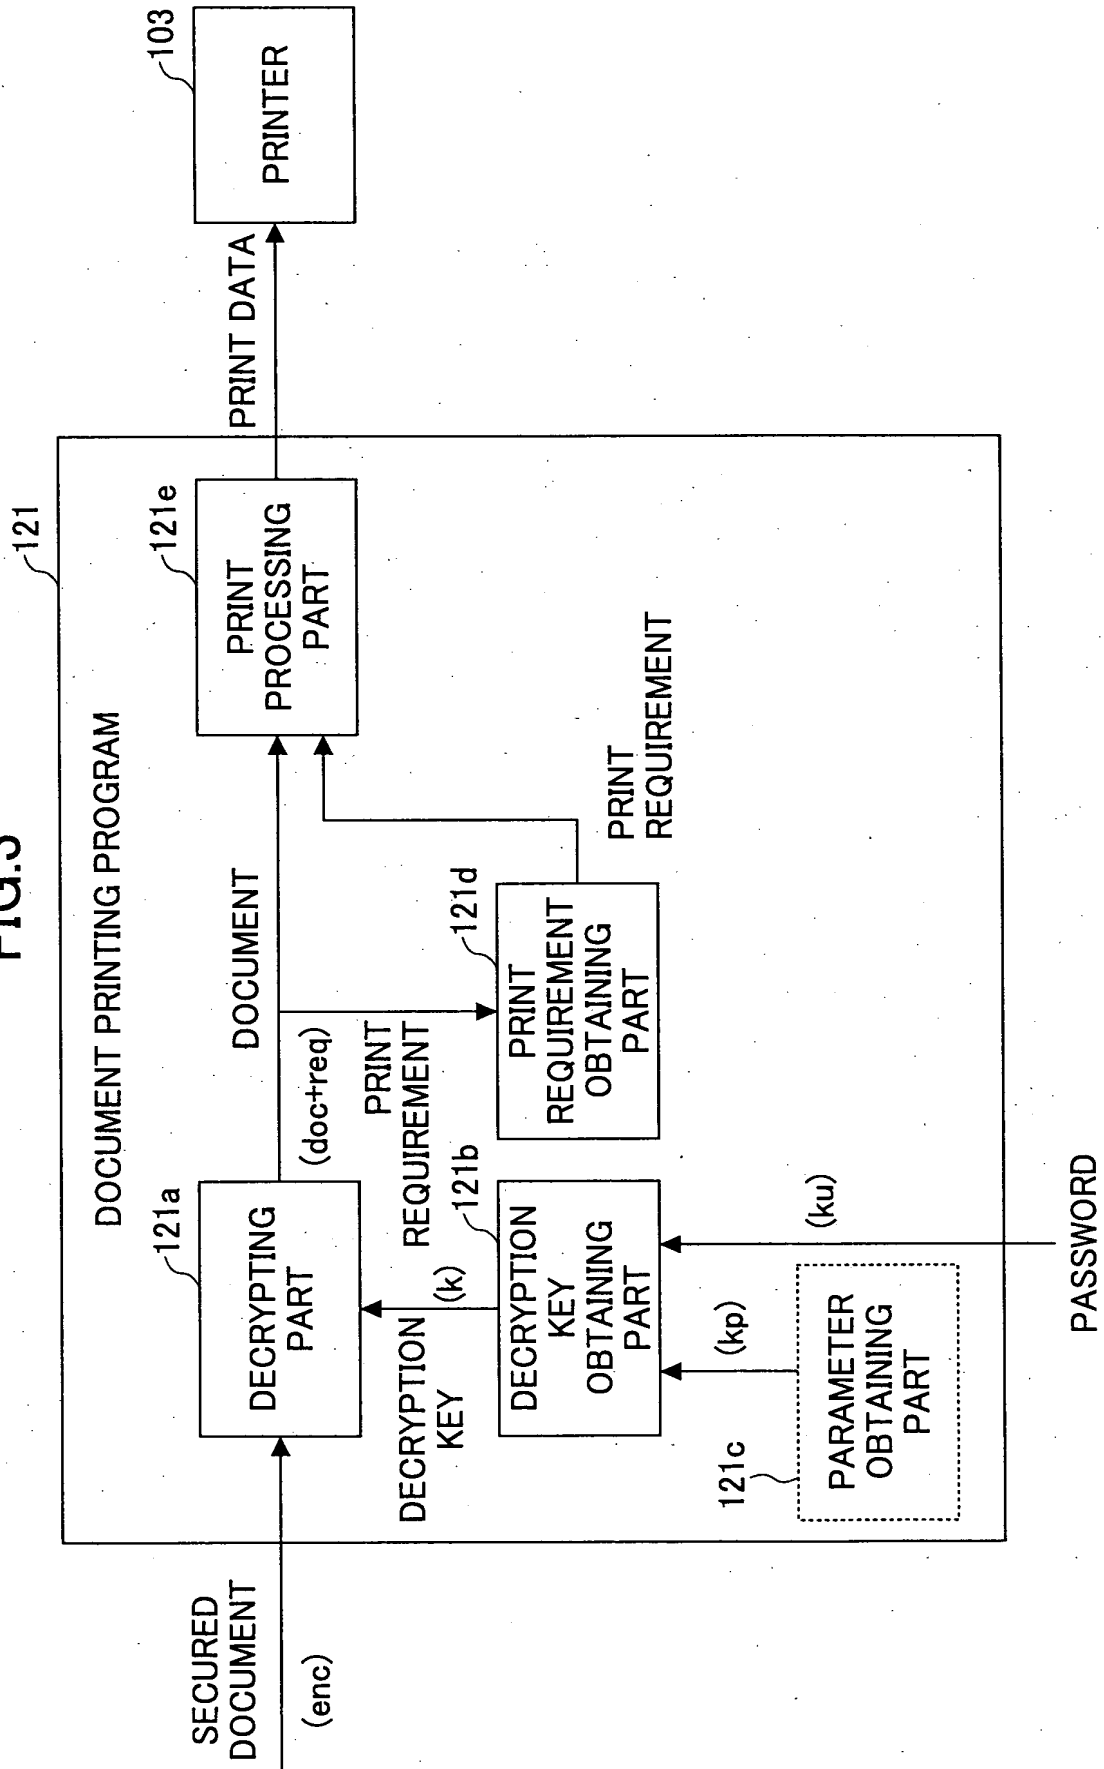 FIG.3
121
DOCUMENT PRINTING PROGRAM
SECURED
DOCUMENT
(enc)
121a
DECRYPTING
PART
(doc+req)
DOCUMENT
PRINT
REQUIREMENT
121e
PRINT
PROCESSING
PART
PRINT DATA
103
PRINTER
DECRYPTION
KEY
(k)
121b
DECRYPTION
KEY
OBTAINING
PART
121d
PRINT
REQUIREMENT
OBTAINING
PART
PRINT
REQUIREMENT
(kp)
(ku)
121c
PARAMETER
OBTAINING
PART
PASSWORD